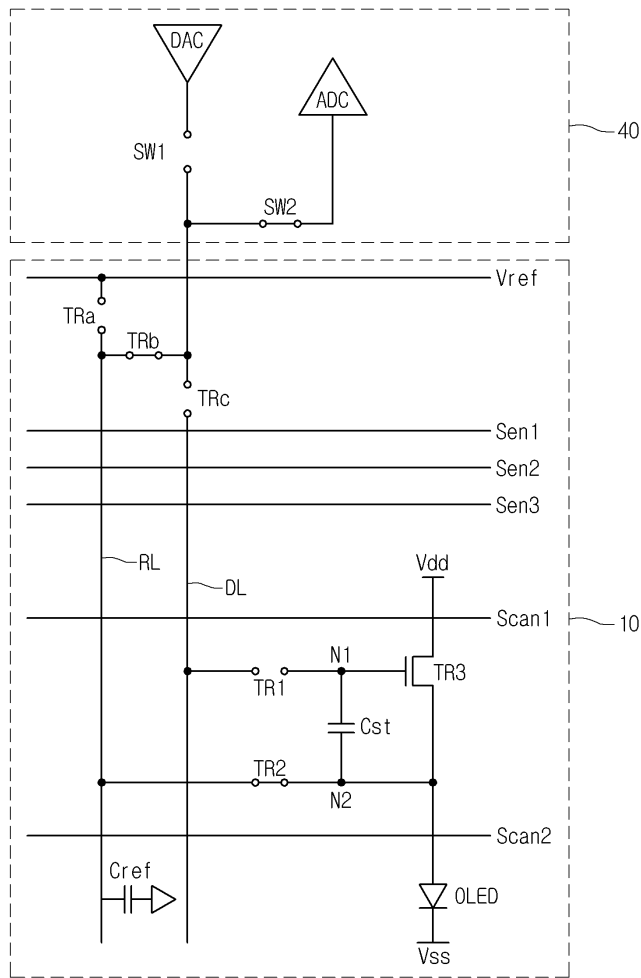 DAC
ADC
SW1
40
SW2
Vref
TRa
TRb
TRc
Sen1
Sen2
Sen3
RL
Vdd
DL
Scan1
10
N1
TR1
TR3
Cst
TR2
N2
Scan2
Cref
OLED
Vss